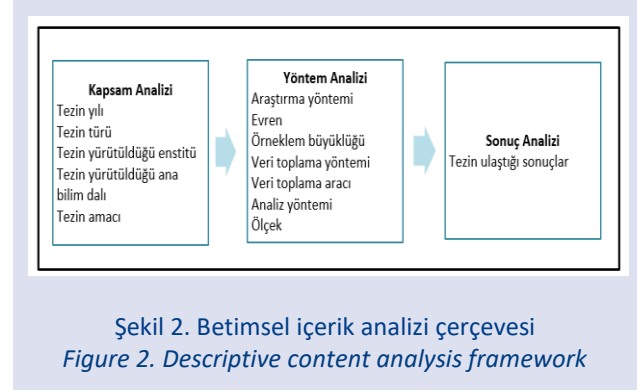 Kapsam Analizi
Tezin yılı
Tezin türü
Tezin yürütüldüğü enstitü
Tezin yürütüldüğü ana
bilim dalı
Tezin amacı
Yöntem Analizi
Araştırma yöntemi
Evren
Örneklem büyüklüğü
Veri toplama yöntemi
Veri toplama aracı
Analiz yöntemi
Ölçek
Sonuç Analizi
Tezin ulaştığı sonuçlar
Şekil 2. Betimsel içerik analizi çerçevesi
Figure 2. Descriptive content analysis framework